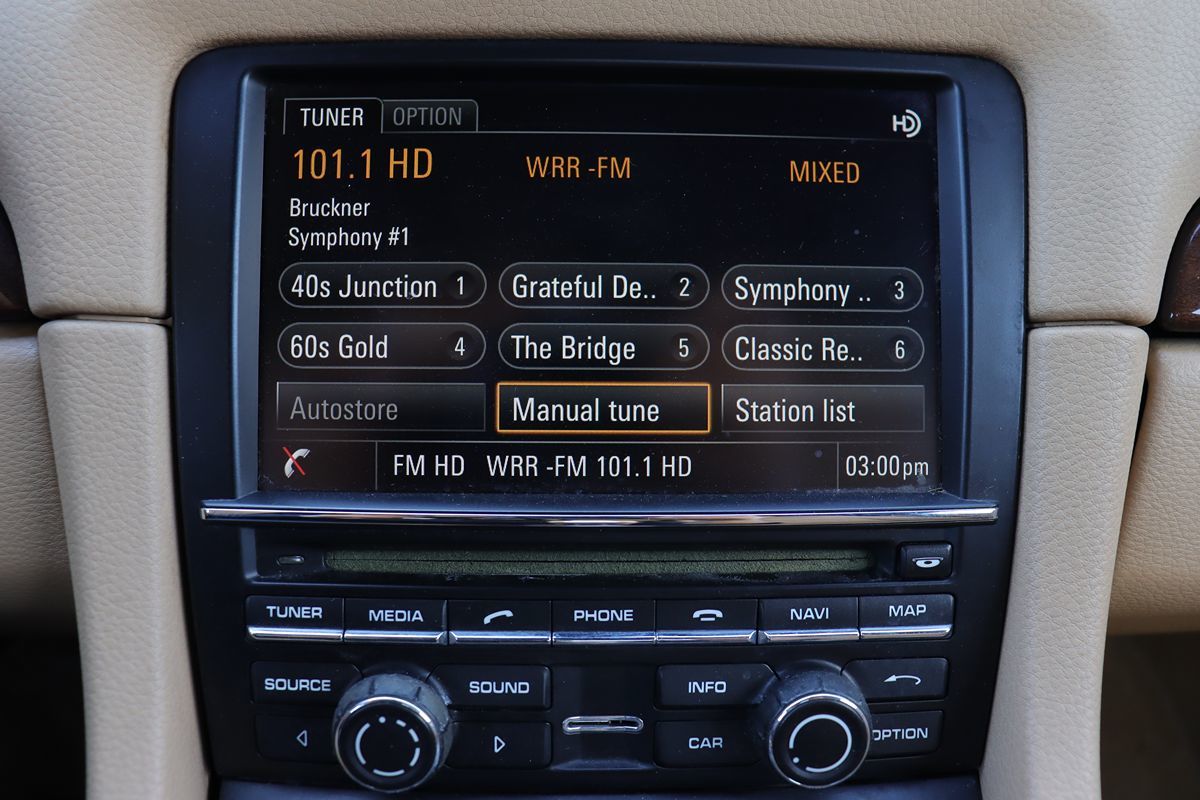 TUNER OPTION HD
101.1 HD WRR -FM MIXED
Bruckner
Symphony #1
40s Junction 1 Grateful De.. 2 Symphony .. 3
60s Gold 4 The Bridge 5 Classic Re.. 6
Autostore Manual tune Station list
FM HD WRR -FM 101.1 HD 03:00pm
TUNER MEDIA PHONE NAVI MAP
SOURCE SOUND INFO
CAR OPTION